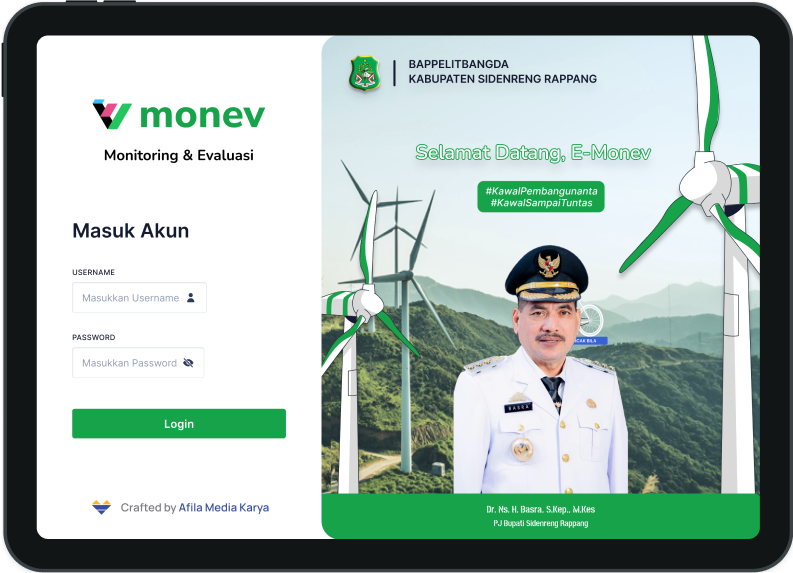 monev
Monitoring & Evaluasi
Masuk Akun
USERNAME
Masukkan Username
PASSWORD
Masukkan Password
Login
Crafted by Afila Media Karya
BAPPELITBANGDA
KABUPATEN SIDENRENG RAPPANG
Selamat Datang, E-Monev
#KawalPembangunanta
#KawalSampaiTuntas
BASRA
Dr. Ns. H. Basra, S.Kep., M.Kes
PJ Bupati Sidenreng Rappang